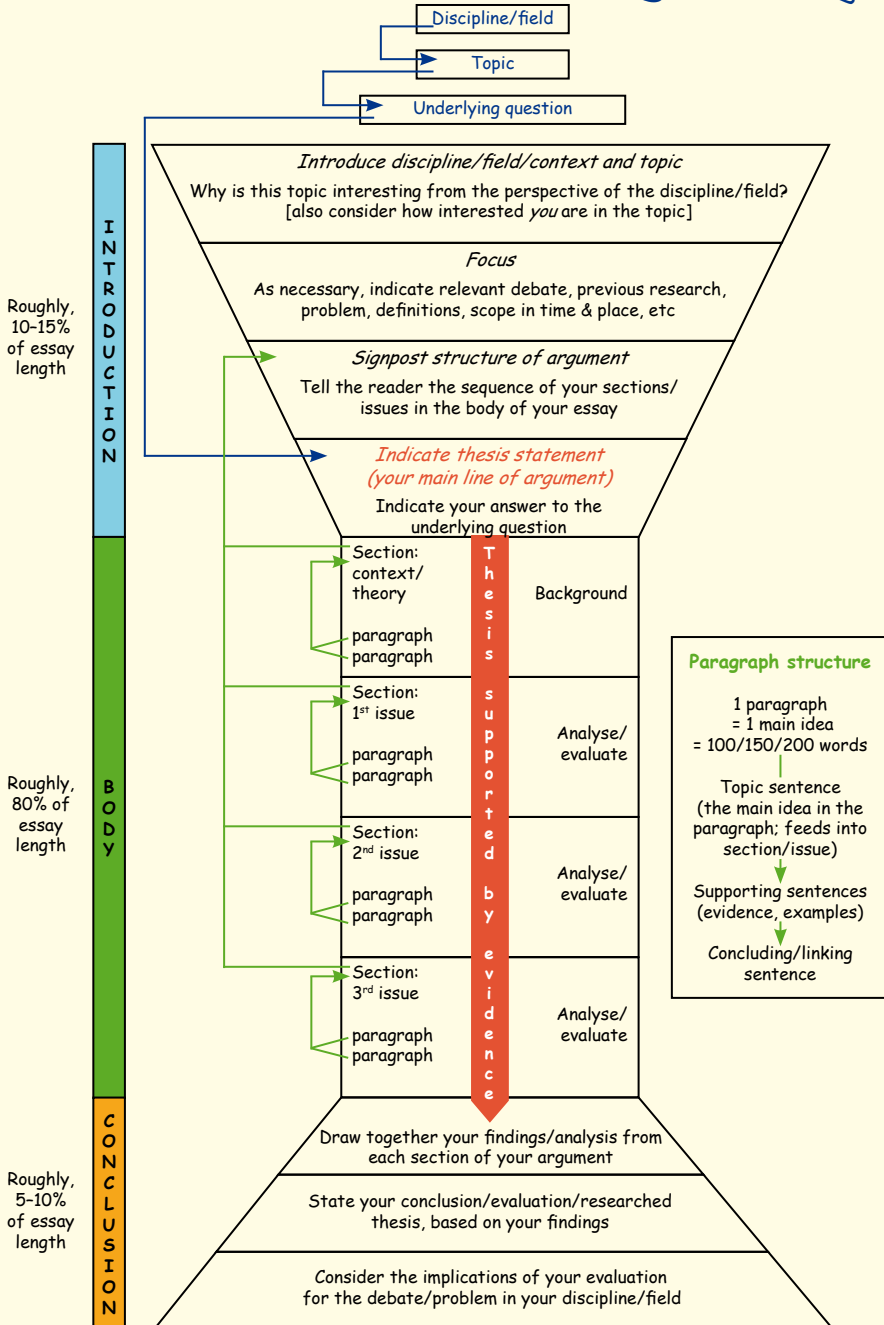 Discipline/field
Topic
Underlying question
Introduce discipline/field/context and topic
Why is this topic interesting from the perspective of the discipline/field?
[also consider how interested you are in the topic]
Focus
As necessary, indicate relevant debate, previous research,
problem, definitions, scope in time & place, etc
Signpost structure of argument
Tell the reader the sequence of your sections/
issues in the body of your essay
Indicate thesis statement
(your main line of argument)
Indicate your answer to the
underlying question
INTRODUCTION
Roughly,
10–15%
of essay
length
Section:
context/
theory
paragraph
paragraph
Background
Section:
1st issue
paragraph
paragraph
Analyse/
evaluate
Section:
2nd issue
paragraph
paragraph
Analyse/
evaluate
Section:
3rd issue
paragraph
paragraph
Analyse/
evaluate
Thesis supported by evidence
BODY
Roughly,
80% of
essay
length
Paragraph structure
1 paragraph
= 1 main idea
= 100/150/200 words
Topic sentence
(the main idea in the
paragraph; feeds into
section/issue)
Supporting sentences
(evidence, examples)
Concluding/linking
sentence
CONCLUSION
Roughly,
5–10%
of essay
length
Draw together your findings/analysis from
each section of your argument
State your conclusion/evaluation/researched
thesis, based on your findings
Consider the implications of your evaluation
for the debate/problem in your discipline/field